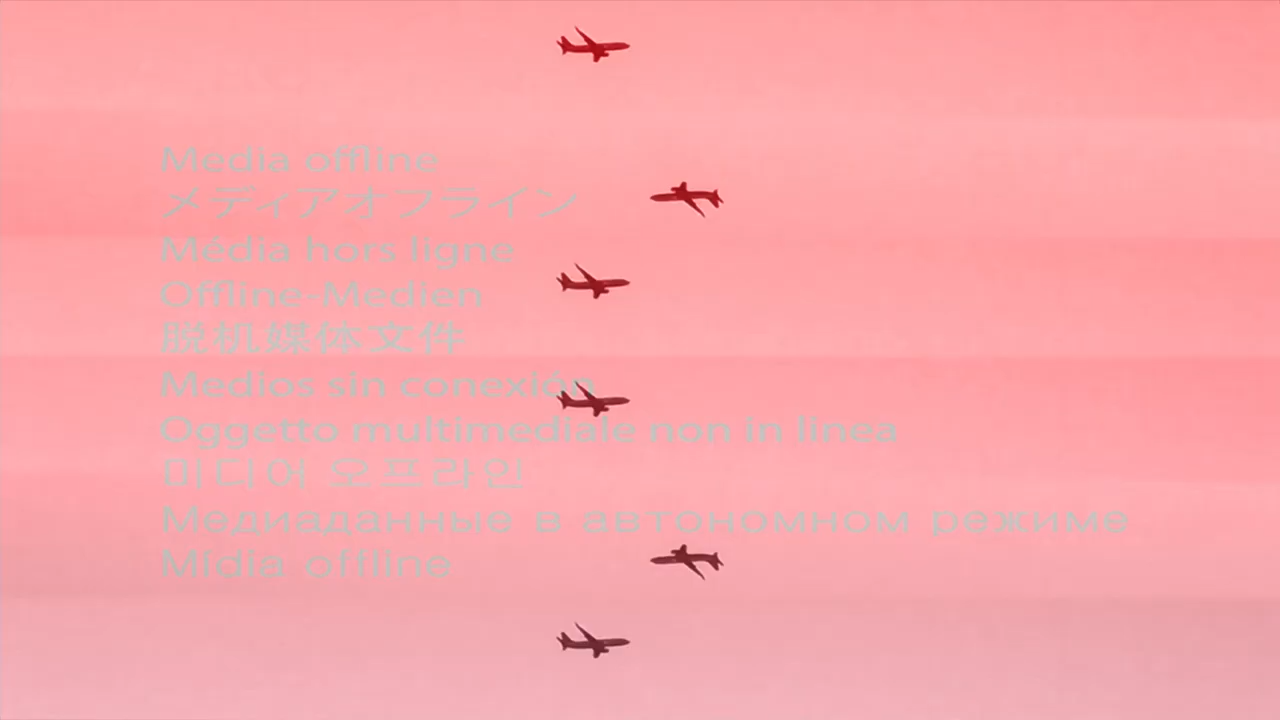 Media offline
メディアオフライン
Média hors ligne
Offline-Medien
脱机媒体文件
Medios sin conexión
Oggetto multimediale non in linea
미디어 오프라인
Медиаданные в автономном режиме
Mídia offline